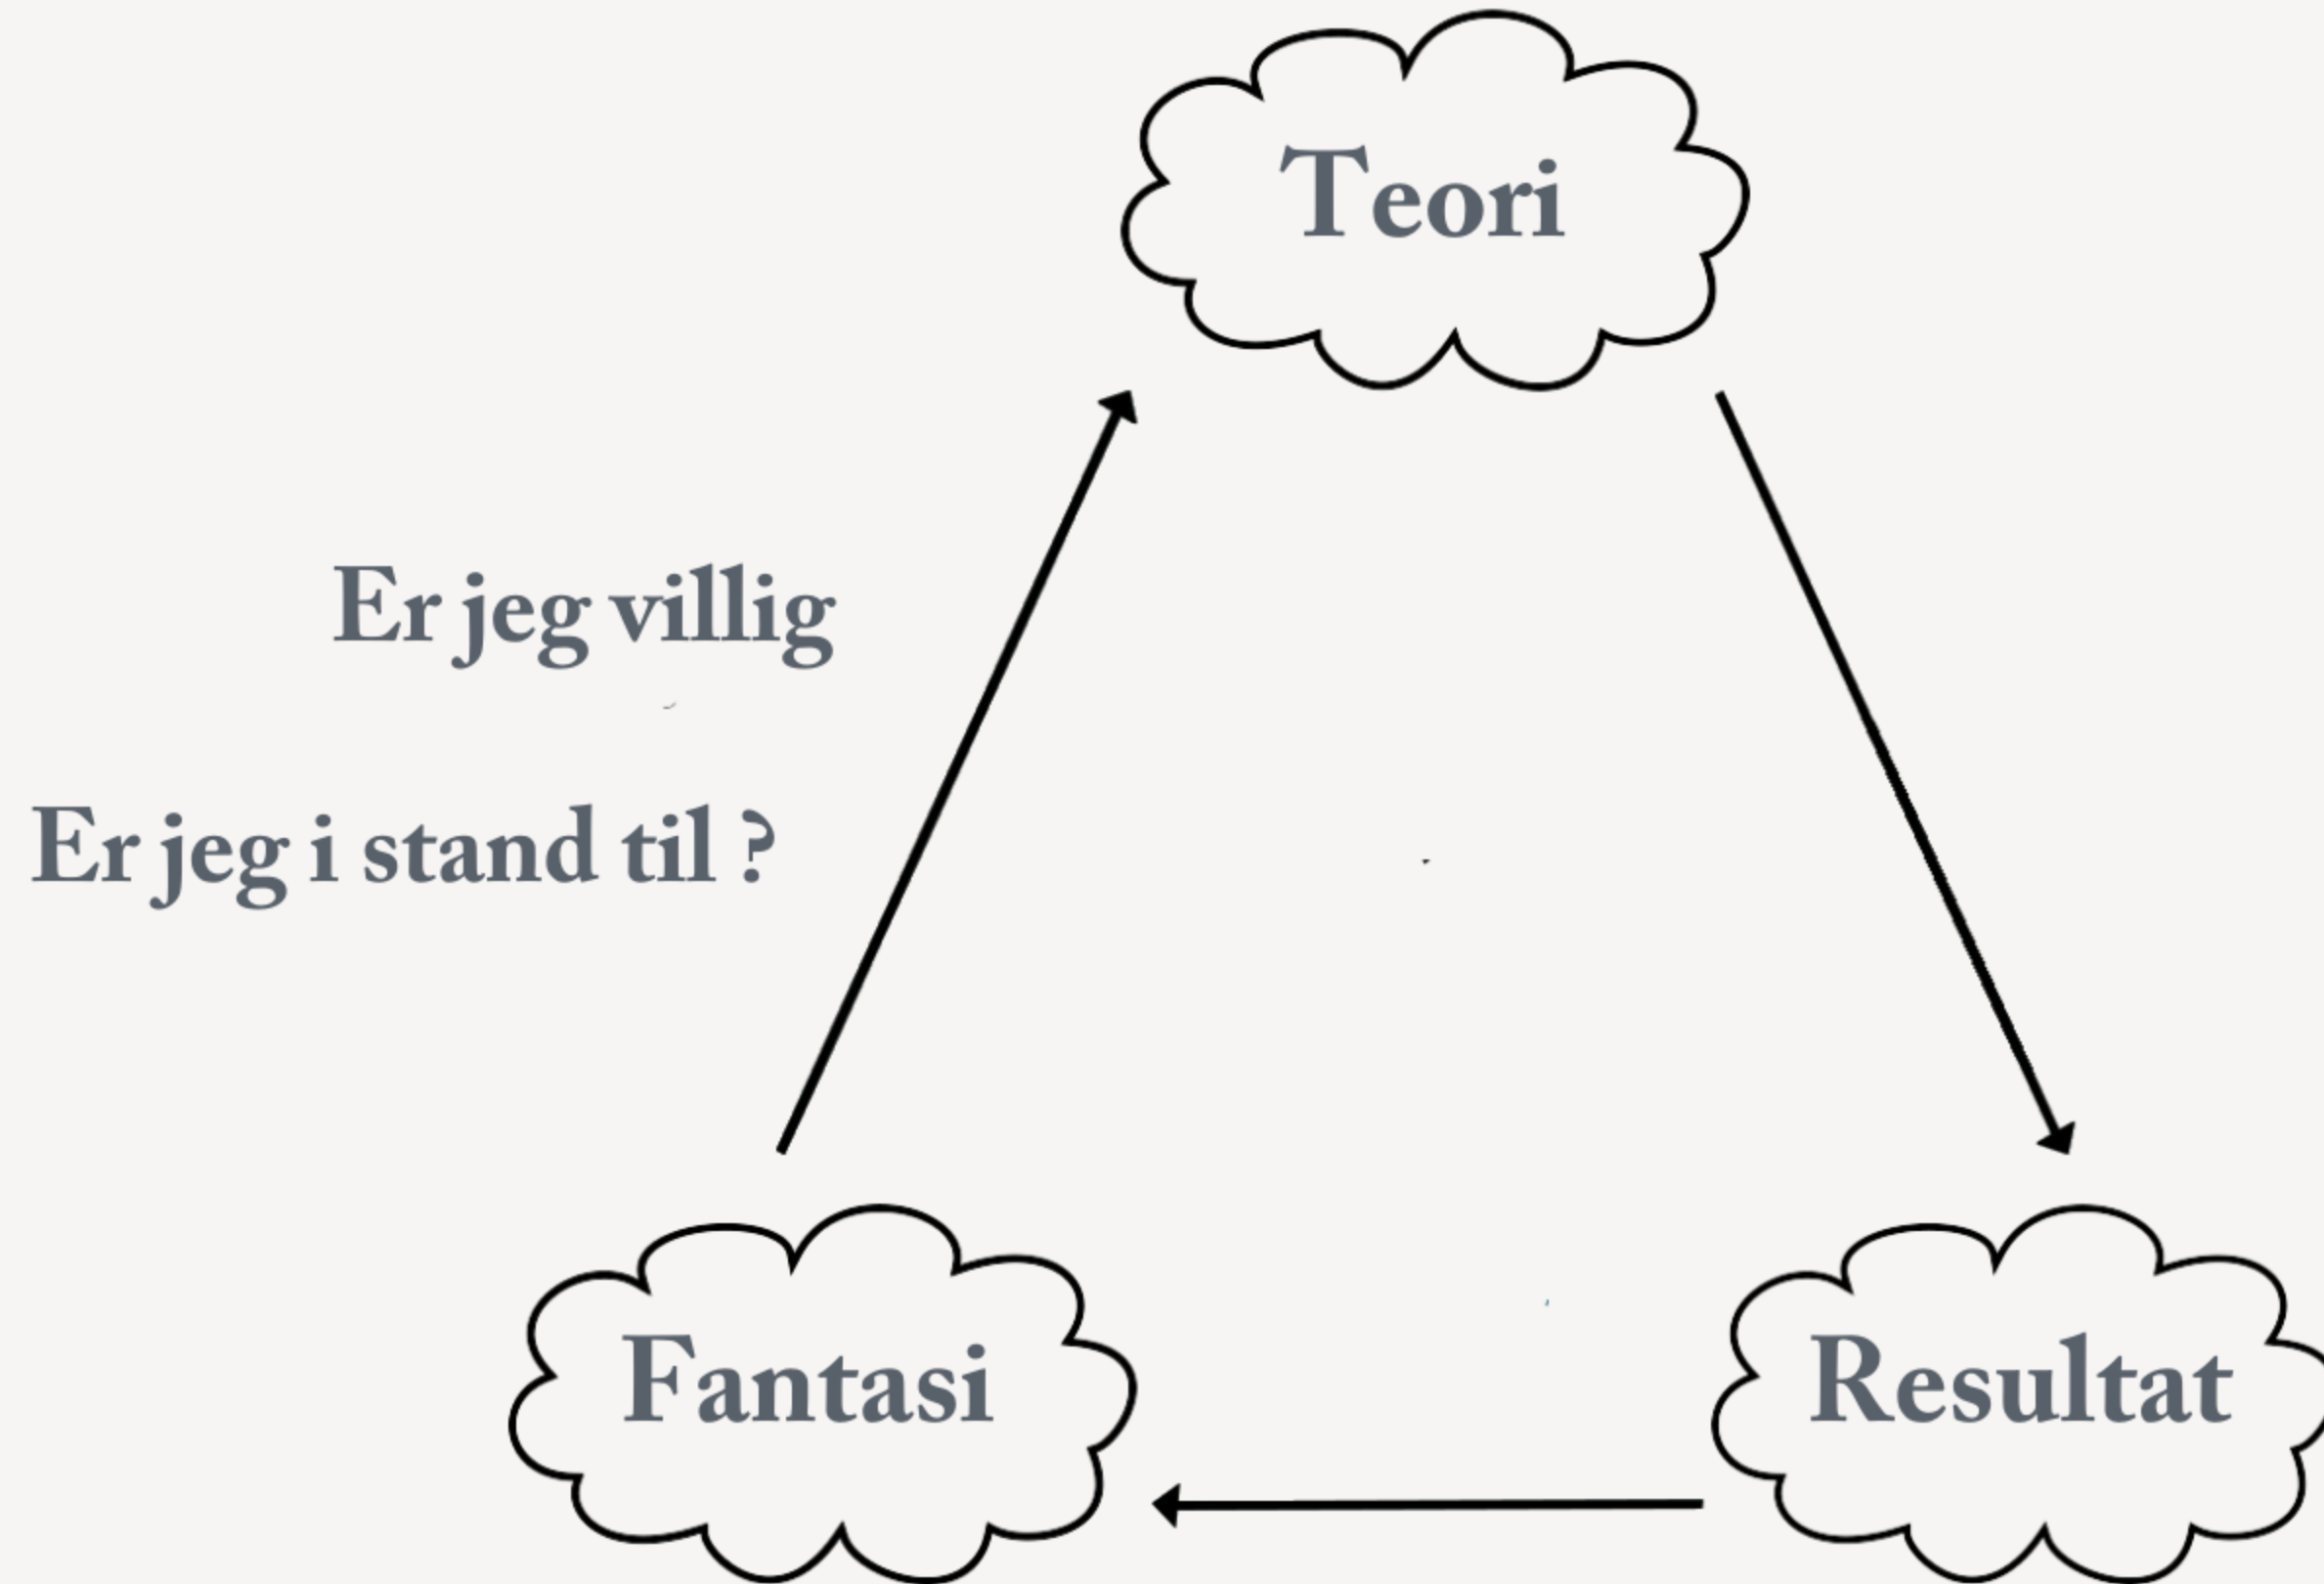 Teori
Er jeg villig
Er jeg i stand til ?
Fantasi
Resultat